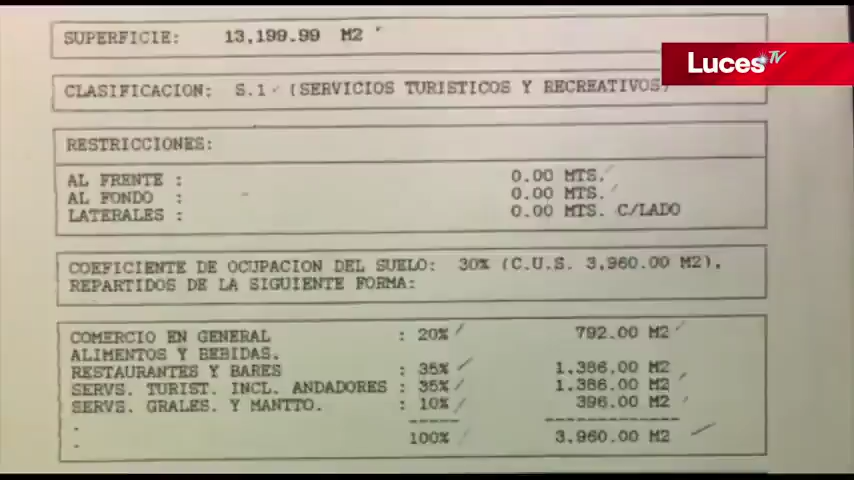 SUPERFICIE: 13,199.99 M2
Luces TV
CLASIFICACION: S.1 (SERVICIOS TURISTICOS Y RECREATIVOS)
RESTRICCIONES:
AL FRENTE : 0.00 MTS.
AL FONDO : 0.00 MTS.
LATERALES : 0.00 MTS. C/LADO
COEFICIENTE DE OCUPACION DEL SUELO: 30% (C.U.S. 3,960.00 M2),
REPARTIDOS DE LA SIGUIENTE FORMA:
COMERCIO EN GENERAL : 20% 792.00 M2
ALIMENTOS Y BEBIDAS.
RESTAURANTES Y BARES : 35% 1,386.00 M2
SERVS. TURIST. INCL. ANDADORES : 35% 1,386.00 M2
SERVS. GRALES. Y MANTTO. : 10% 396.00 M2
. ----- --------------
. 100% 3,960.00 M2